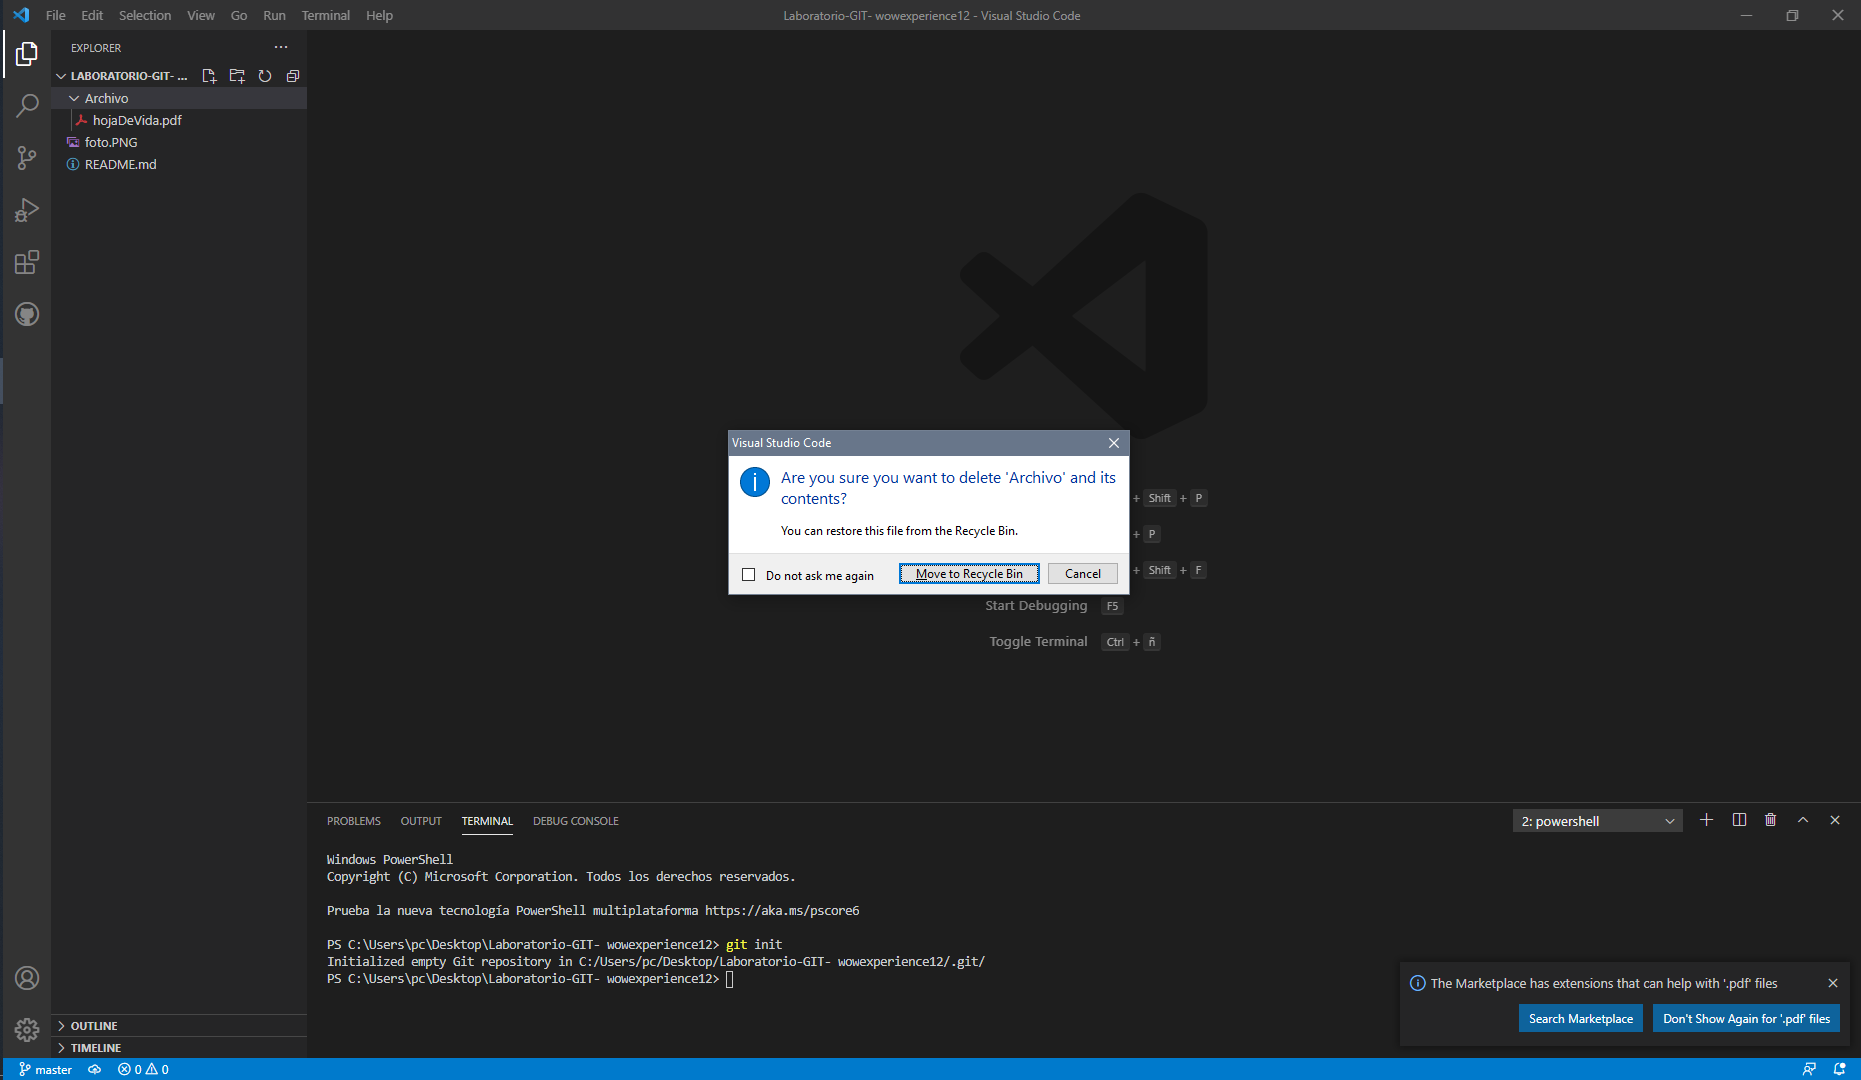 File Edit Selection View Go Run Terminal Help
Laboratorio-GIT- wowexperience12 - Visual Studio Code
EXPLORER
LABORATORIO-GIT- ...
Archivo
hojaDeVida.pdf
foto.PNG
README.md
OUTLINE
TIMELINE
+ Shift + P
+ P
+ Shift + F
Start Debugging F5
Toggle Terminal Ctrl + ñ
Visual Studio Code
Are you sure you want to delete 'Archivo' and its
contents?
You can restore this file from the Recycle Bin.
Do not ask me again
Move to Recycle Bin
Cancel
PROBLEMS OUTPUT TERMINAL DEBUG CONSOLE
2: powershell
Windows PowerShell
Copyright (C) Microsoft Corporation. Todos los derechos reservados.
Prueba la nueva tecnología PowerShell multiplataforma https://aka.ms/pscore6
PS C:\Users\pc\Desktop\Laboratorio-GIT- wowexperience12> git init
Initialized empty Git repository in C:/Users/pc/Desktop/Laboratorio-GIT- wowexperience12/.git/
PS C:\Users\pc\Desktop\Laboratorio-GIT- wowexperience12>
The Marketplace has extensions that can help with '.pdf' files
Search Marketplace
Don't Show Again for '.pdf' files
master
0 0